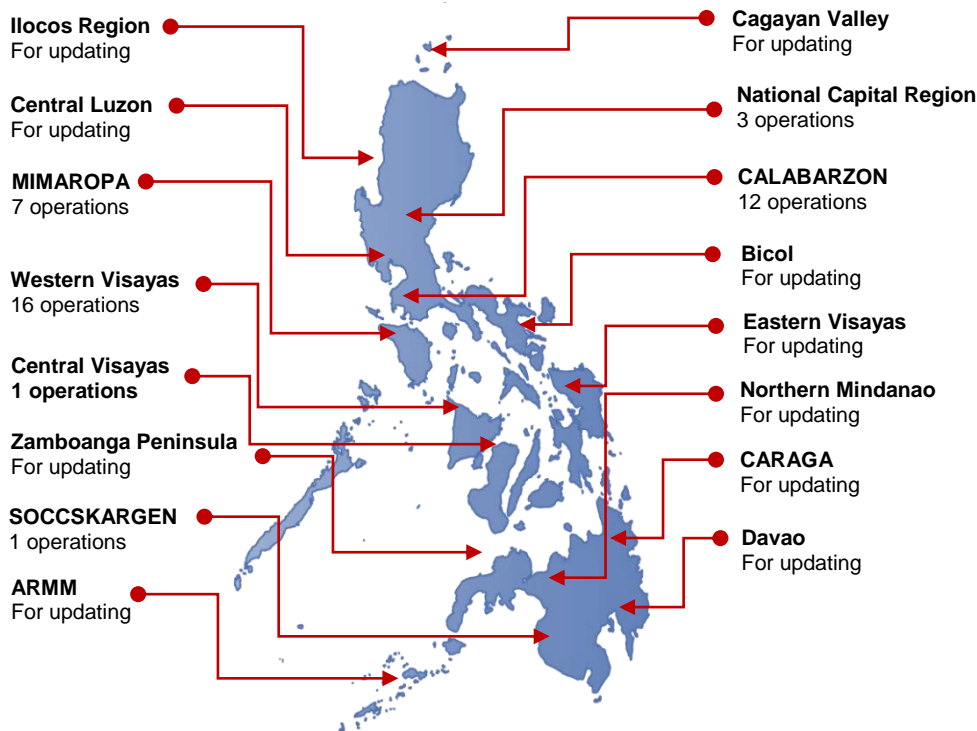 Ilocos Region
For updating
Central Luzon
For updating
MIMAROPA
7 operations
Western Visayas
16 operations
Central Visayas
1 operations
Zamboanga Peninsula
For updating
SOCCSKARGEN
1 operations
ARMM
For updating
Cagayan Valley
For updating
National Capital Region
3 operations
CALABARZON
12 operations
Bicol
For updating
Eastern Visayas
For updating
Northern Mindanao
For updating
CARAGA
For updating
Davao
For updating